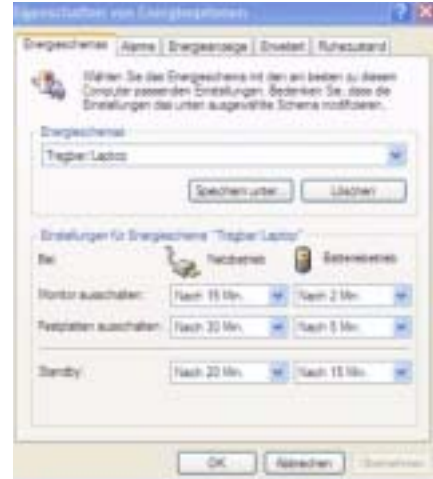 Eigenschaften von Energieoptionen
Energieschemas Alarme Energieanzeige Erweitert Ruhezustand
Wählen Sie das Energieschema mit den am besten zu diesem
Computer passenden Einstellungen. Bedenken Sie, dass die
Einstellungen das unten ausgewählte Schema modifizieren.
Energieschemas
Tragbar/Laptop
Speichern unter... Löschen
Einstellungen für Energieschema "Tragbar/Laptop"
Bei: Netzbetrieb Batteriebetrieb
Monitor ausschalten: Nach 15 Min. Nach 2 Min.
Festplatten ausschalten: Nach 30 Min. Nach 5 Min.
Standby: Nach 20 Min. Nach 15 Min.
OK Abbrechen Übernehmen